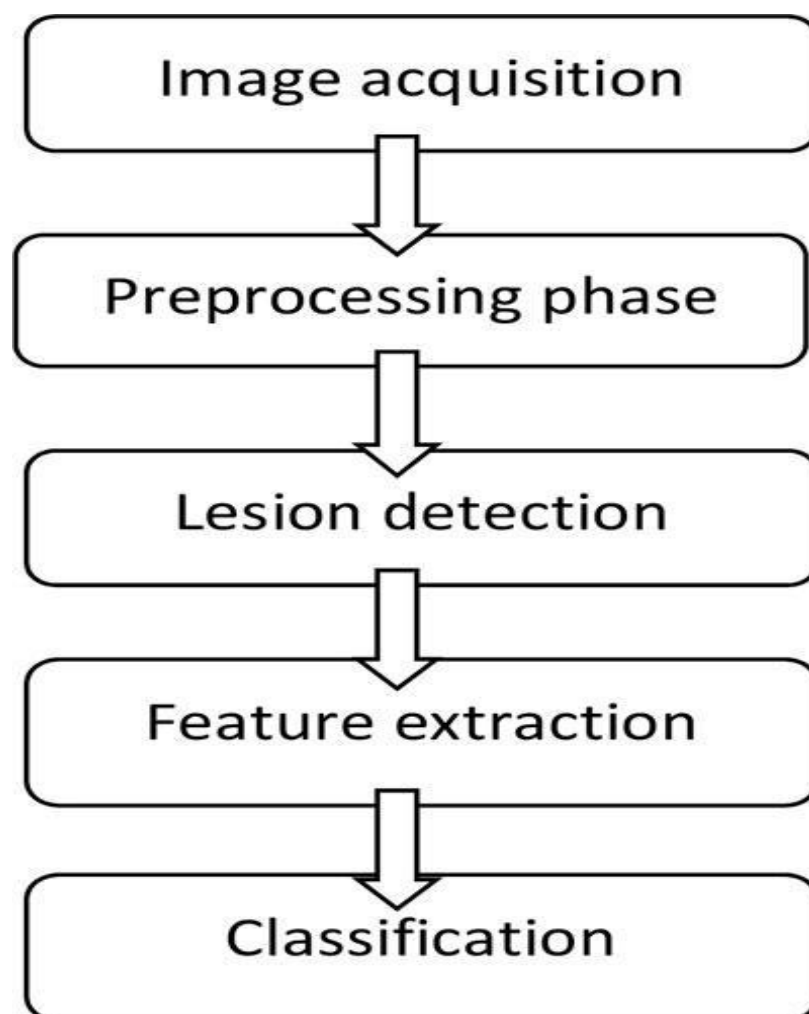 Image acquisition
Preprocessing phase
Lesion detection
Feature extraction
Classification